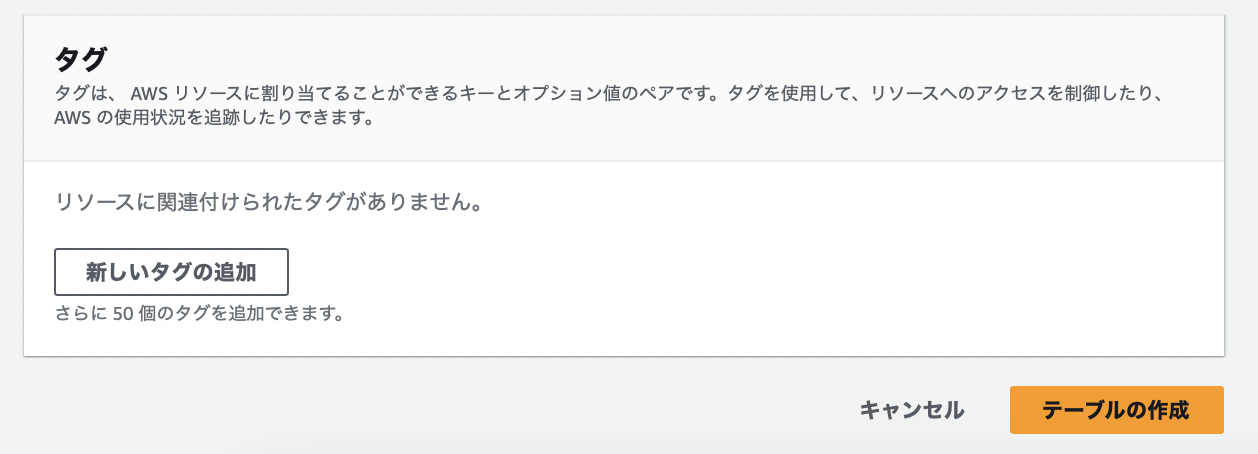 タグ
タグは、 AWS リソースに割り当てることができるキーとオプション値のペアです。タグを使用して、リソースへのアクセスを制御したり、
AWS の使用状況を追跡したりできます。
リソースに関連付けられたタグがありません。
新しいタグの追加
さらに 50 個のタグを追加できます。
キャンセル
テーブルの作成